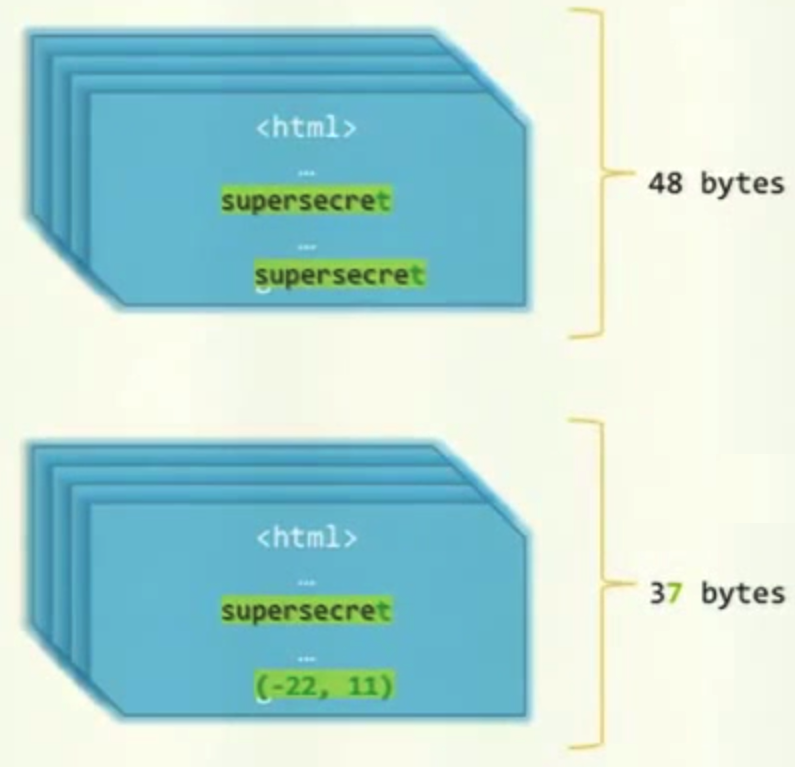 <html>
...
supersecret
...
supersecret
48 bytes
<html>
...
supersecret
...
(-22, 11)
37 bytes